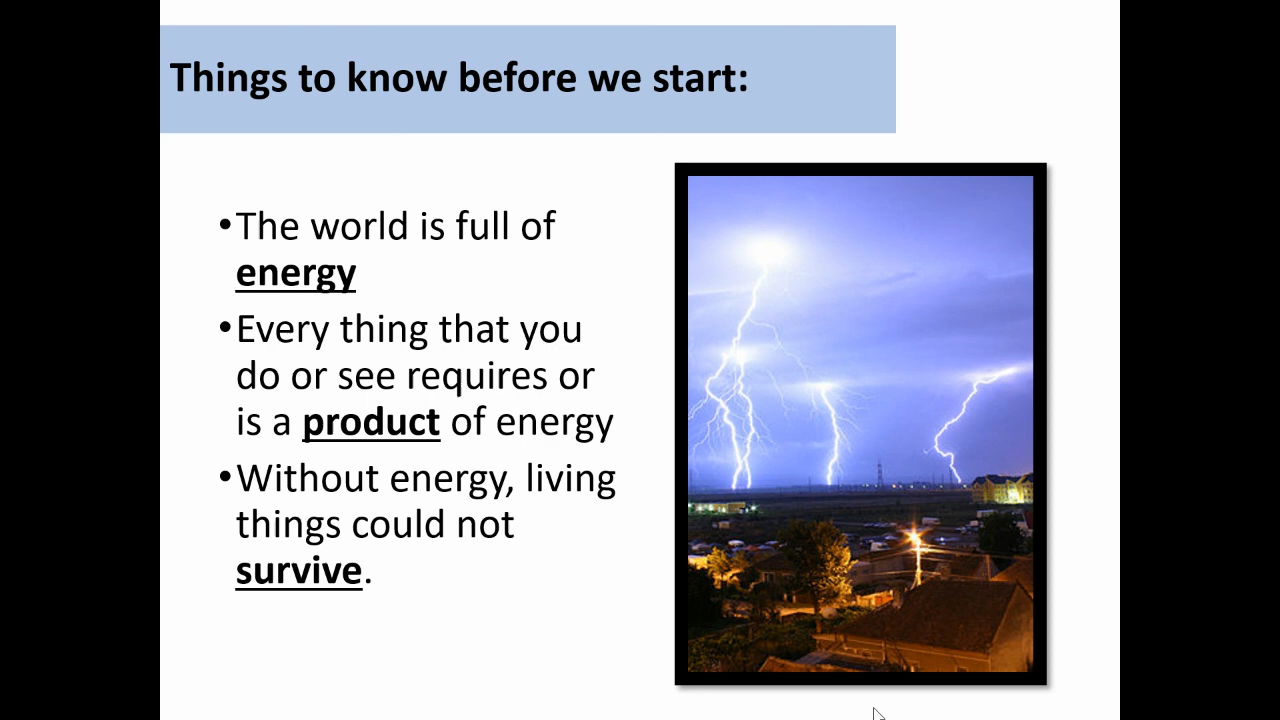 Things to know before we start:
•The world is full of
energy
•Every thing that you
do or see requires or
is a product of energy
•Without energy, living
things could not
survive.